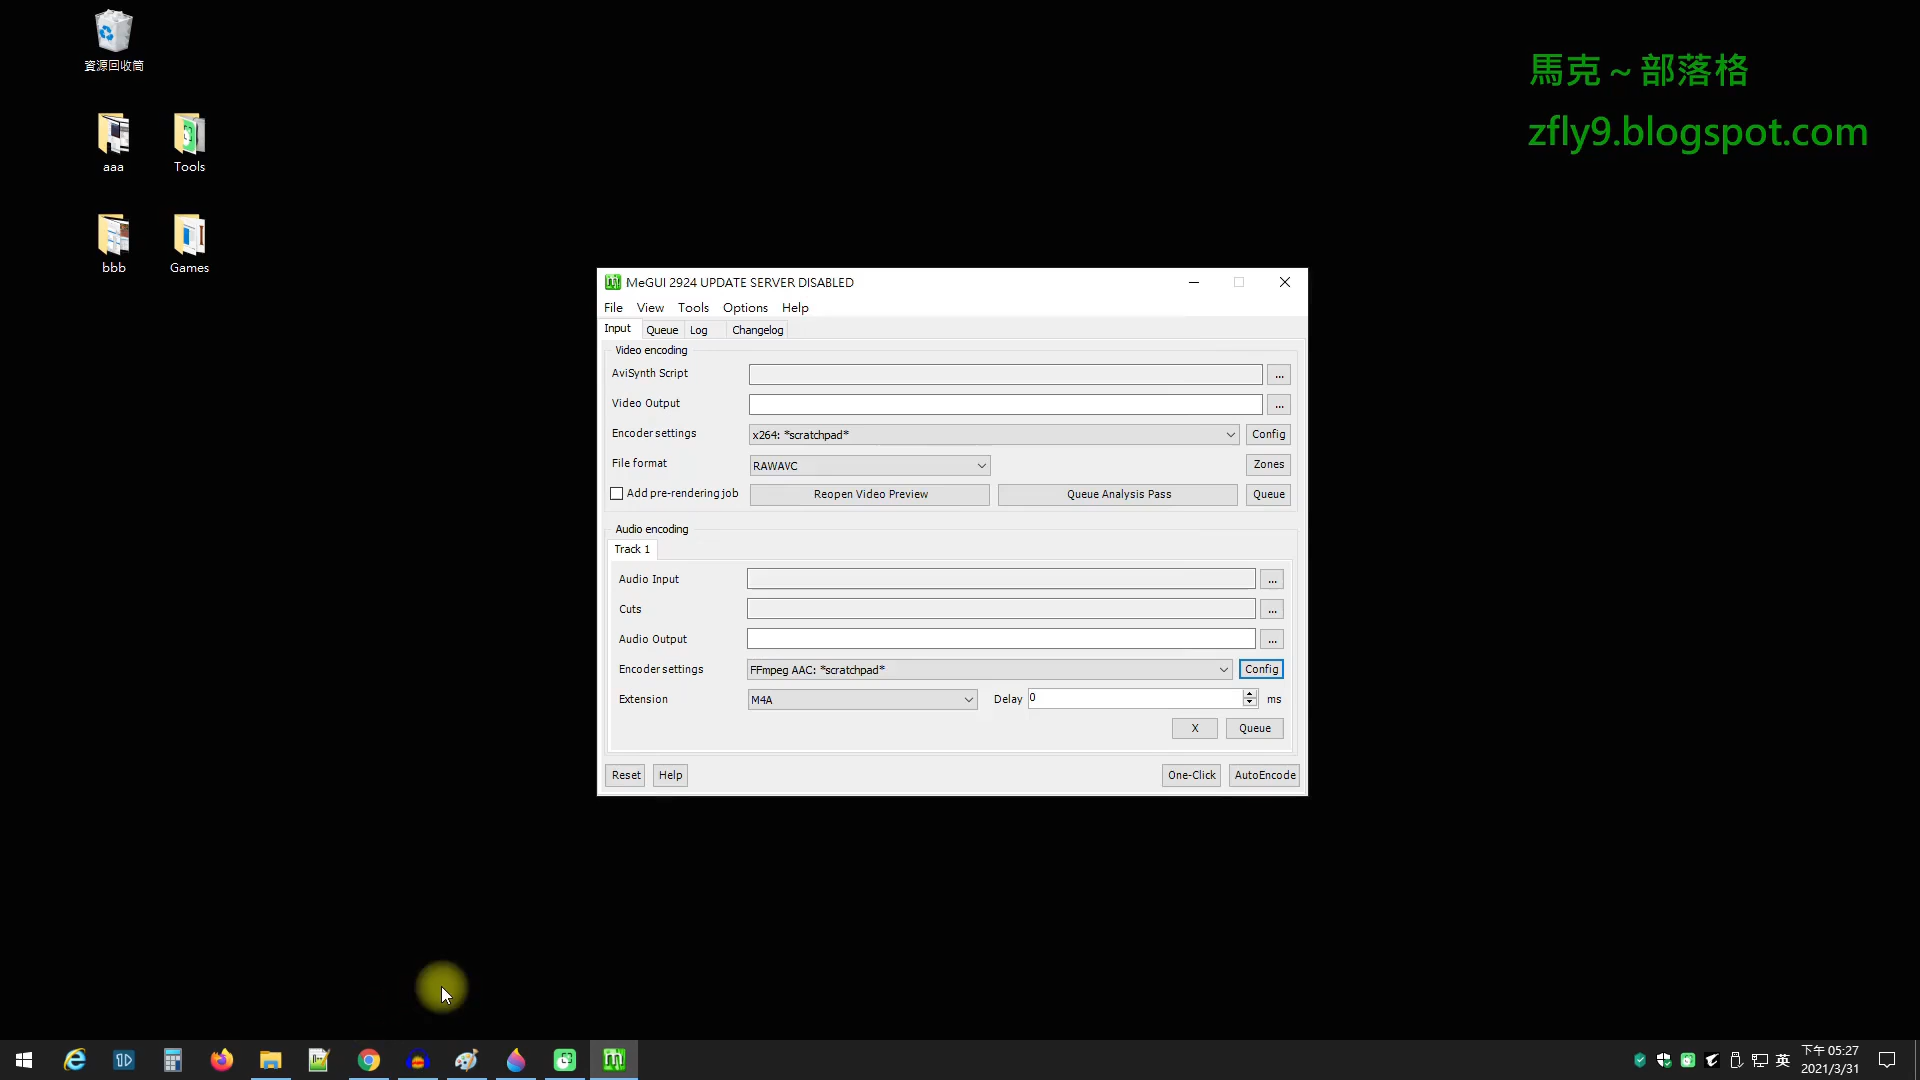 資源回收筒
aaa
Tools
bbb
Games
馬克～部落格
zfly9.blogspot.com
MeGUI 2924 UPDATE SERVER DISABLED
File View Tools Options Help
Input Queue Log Changelog
Video encoding
AviSynth Script ...
Video Output ...
Encoder settings x264: *scratchpad* Config
File format RAWAVC Zones
Add pre-rendering job Reopen Video Preview Queue Analysis Pass Queue
Audio encoding
Track 1
Audio Input ...
Cuts ...
Audio Output ...
Encoder settings FFmpeg AAC: *scratchpad* Config
Extension M4A Delay 0 ms
X Queue
Reset Help One-Click AutoEncode
英
下午 05:27
2021/3/31